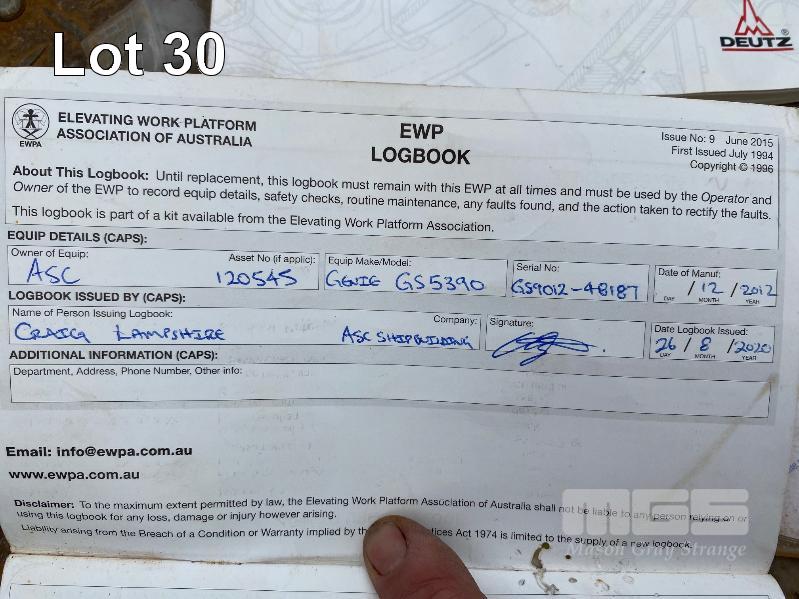 Lot 30
DEUTZ®
ELEVATING WORK PLATFORM
ASSOCIATION OF AUSTRALIA
EWPA
EWP
LOGBOOK
Issue No: 9 June 2015
First Issued July 1994
Copyright © 1996
About This Logbook: Until replacement, this logbook must remain with this EWP at all times and must be used by the Operator and
Owner of the EWP to record equip details, safety checks, routine maintenance, any faults found, and the action taken to rectify the faults.
This logbook is part of a kit available from the Elevating Work Platform Association.
EQUIP DETAILS (CAPS):
Owner of Equip: Asset No (if applic): Equip Make/Model: Serial No: Date of Manuf:
ASC 120545 GENIE GS5390 GS9012-48187 / 12 / 2012
DAY MONTH YEAR
LOGBOOK ISSUED BY (CAPS):
Name of Person Issuing Logbook: Company: Signature: Date Logbook Issued:
CRAIG LAMPSHIRE ASC SHIPBUILDING 26 / 8 / 2020
DAY MONTH YEAR
ADDITIONAL INFORMATION (CAPS):
Department, Address, Phone Number, Other info:
Email: info@ewpa.com.au
www.ewpa.com.au
Disclaimer: To the maximum extent permitted by law, the Elevating Work Platform Association of Australia shall not be liable to any person relying on or
using this logbook for any loss, damage or injury however arising.
Liability arising from the Breach of a Condition or Warranty implied by the Act 1974 is limited to the supply of a new logbook.
MGS
Mason Gray Strange